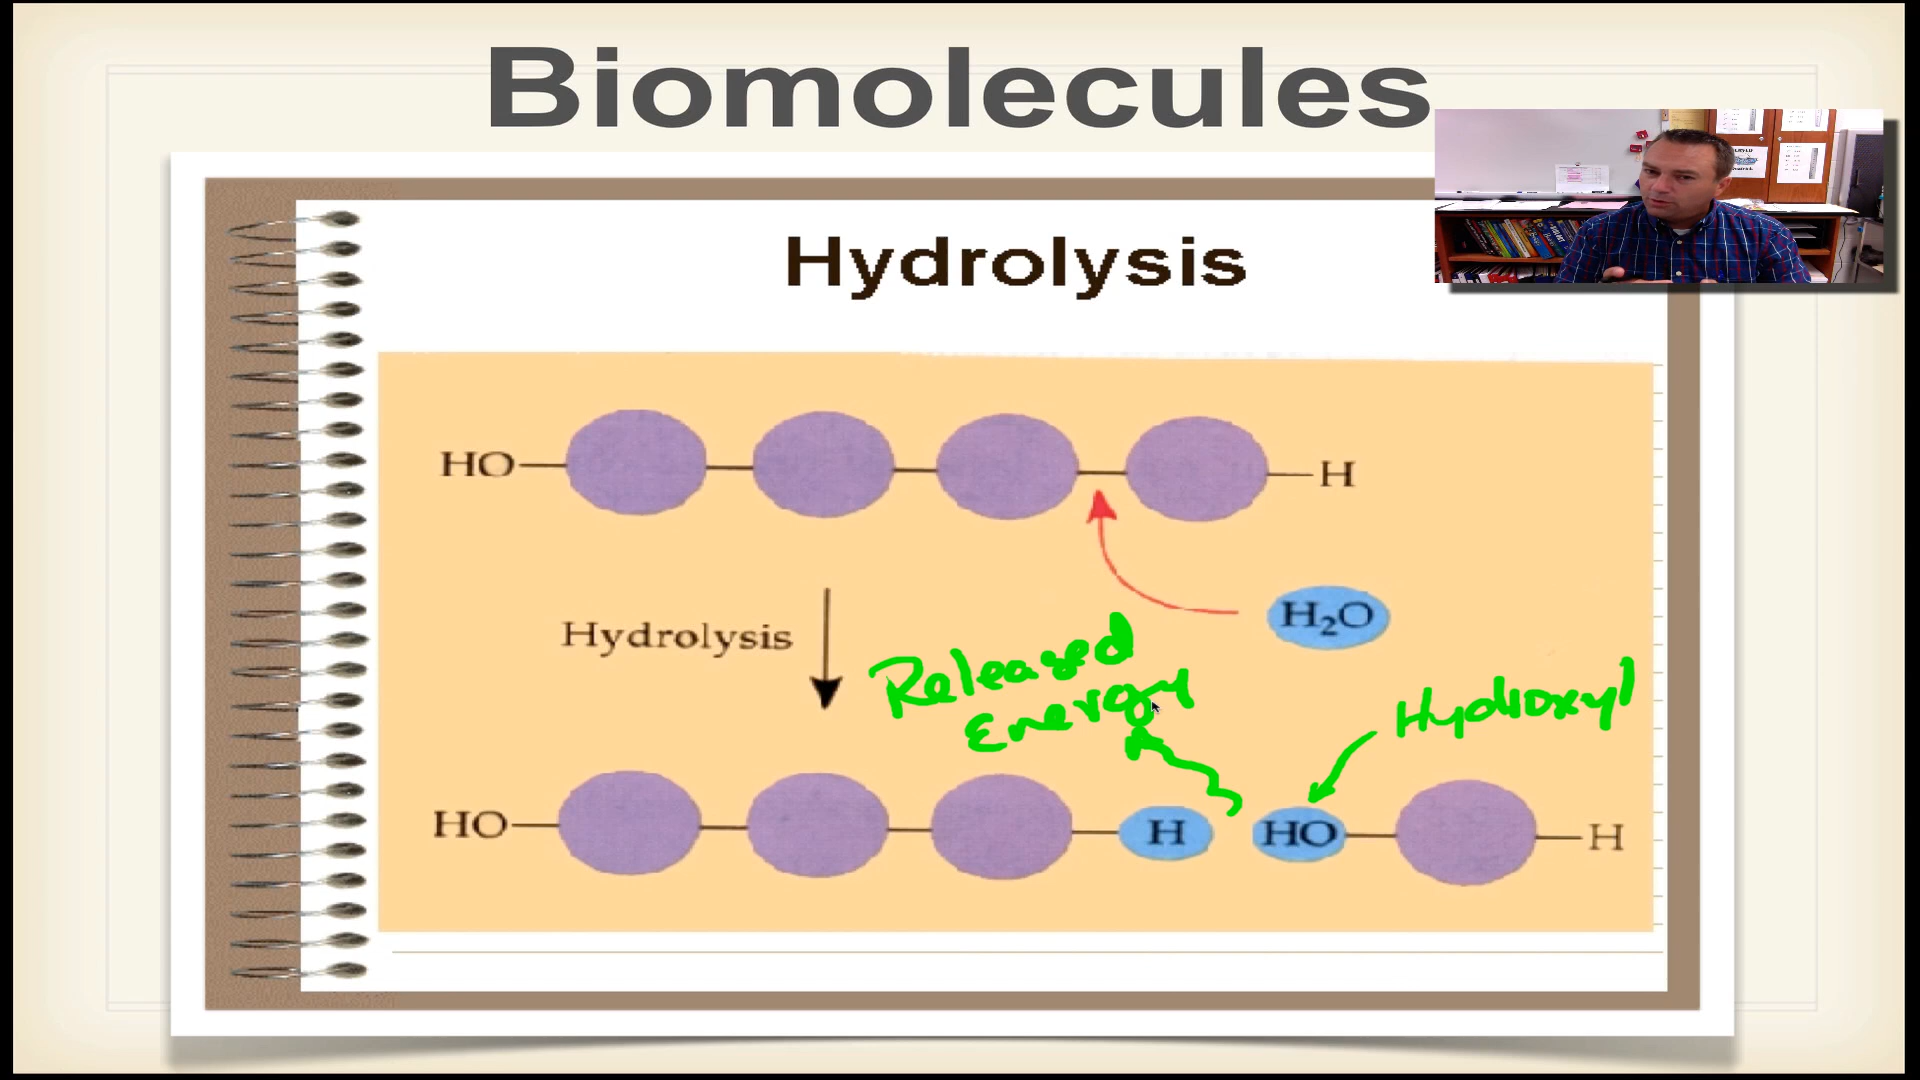 Biomolecules
Hydrolysis
HO H
H₂O
Hydrolysis
Released
Energy
Hydroxyl
HO H HO H